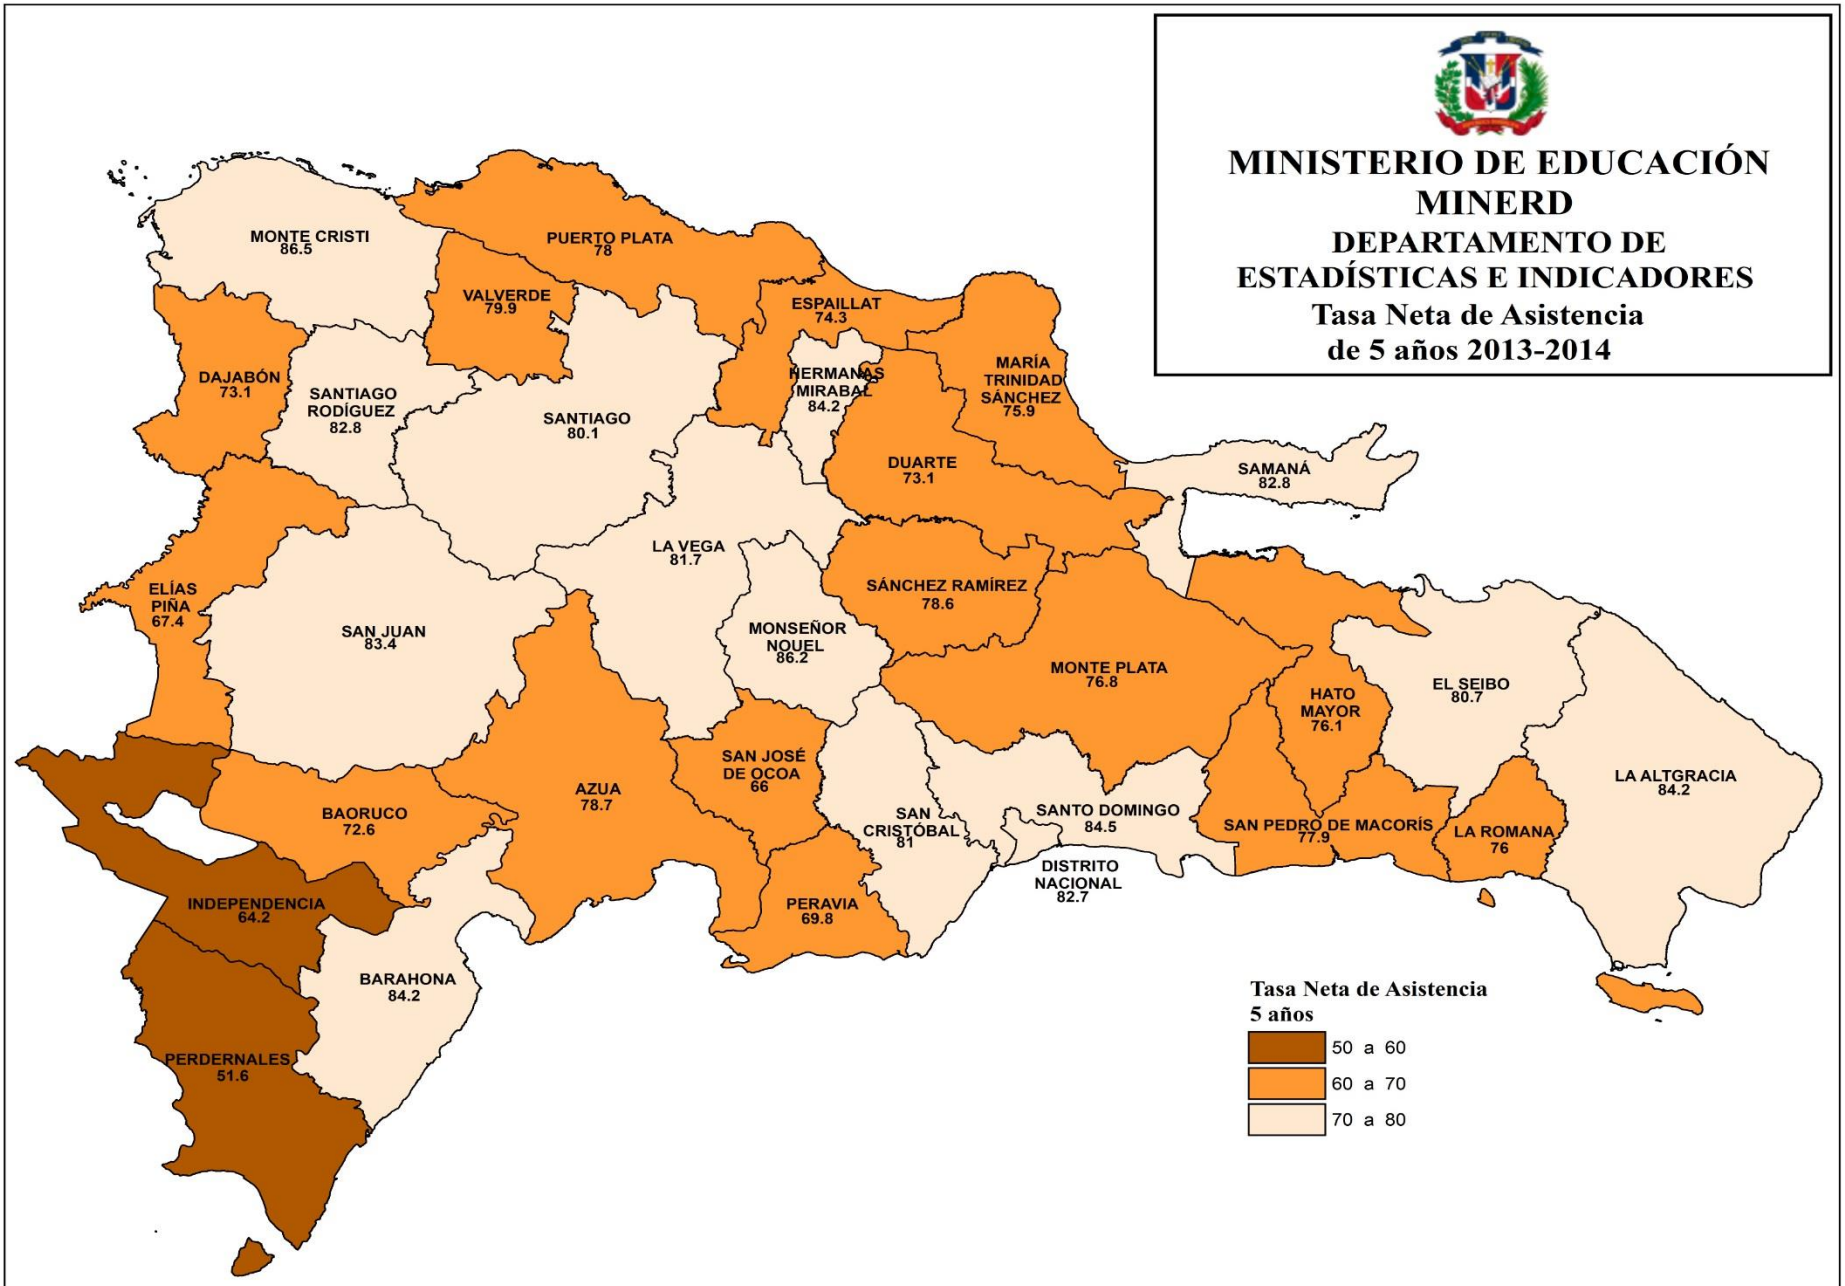 MINISTERIO DE EDUCACIÓN
MINERD
DEPARTAMENTO DE
ESTADÍSTICAS E INDICADORES
Tasa Neta de Asistencia
de 5 años 2013-2014
MONTE CRISTI
86.5
PUERTO PLATA
78
VALVERDE
79.9
ESPAILLAT
74.3
DAJABÓN
73.1
SANTIAGO
RODÍGUEZ
82.8
SANTIAGO
80.1
HERMANAS
MIRABAL
84.2
MARÍA
TRINIDAD
SÁNCHEZ
75.9
DUARTE
73.1
SAMANÁ
82.8
ELÍAS
PIÑA
67.4
SAN JUAN
83.4
LA VEGA
81.7
MONSEÑOR
NOUEL
86.2
SÁNCHEZ RAMÍREZ
78.6
MONTE PLATA
76.8
HATO
MAYOR
76.1
EL SEIBO
80.7
LA ALTGRACIA
84.2
BAORUCO
72.6
AZUA
78.7
SAN JOSÉ
DE OCOA
66
SAN
CRISTÓBAL
81
SANTO DOMINGO
84.5
SAN PEDRO DE MACORÍS
77.9
LA ROMANA
76
DISTRITO
NACIONAL
82.7
INDEPENDENCIA
64.2
PERAVIA
69.8
BARAHONA
84.2
PERDERNALES
51.6
Tasa Neta de Asistencia
5 años
50 a 60
60 a 70
70 a 80